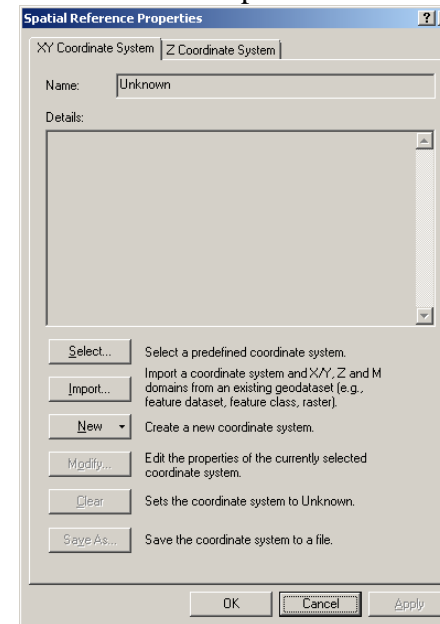 Spatial Reference Properties
XY Coordinate System
Z Coordinate System
Name:
Unknown
Details:
Select...
Select a predefined coordinate system.
Import...
Import a coordinate system and X/Y, Z and M
domains from an existing geodataset (e.g.,
feature dataset, feature class, raster).
New
Create a new coordinate system.
Modify...
Edit the properties of the currently selected
coordinate system.
Clear
Sets the coordinate system to Unknown.
Save As...
Save the coordinate system to a file.
OK
Cancel
Apply